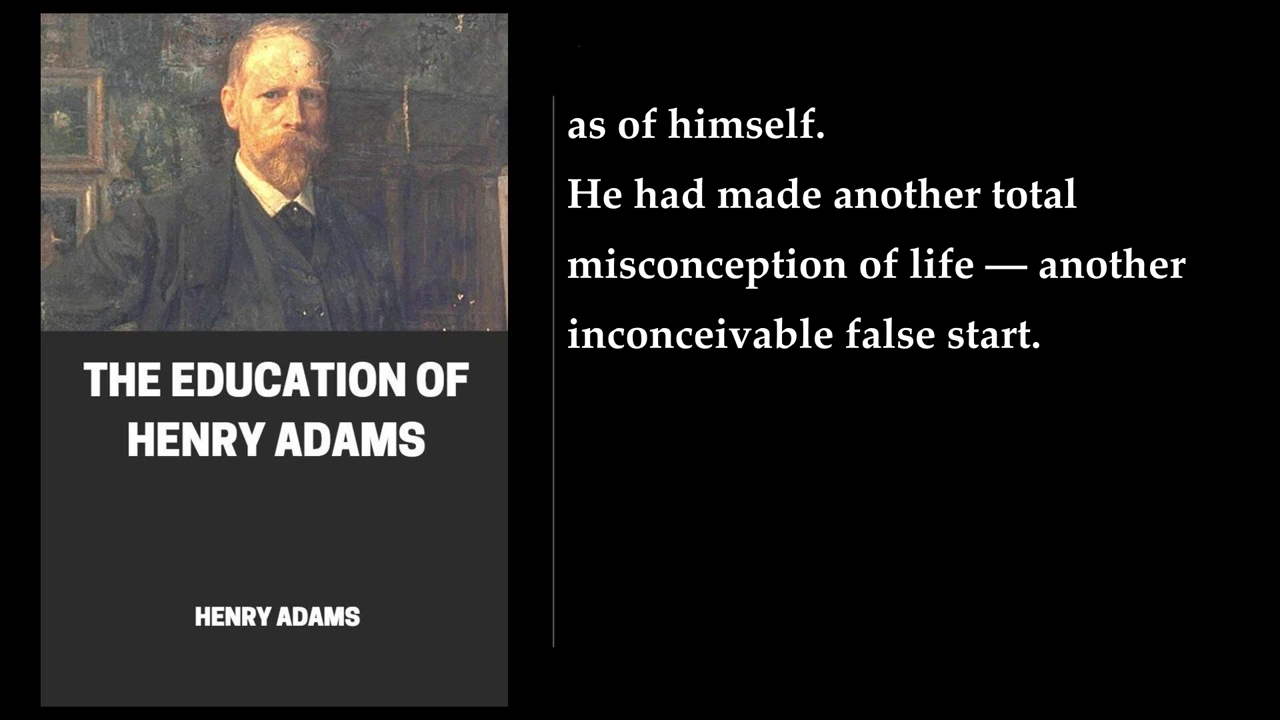 THE EDUCATION OF
HENRY ADAMS
HENRY ADAMS
as of himself.
He had made another total
misconception of life — another
inconceivable false start.